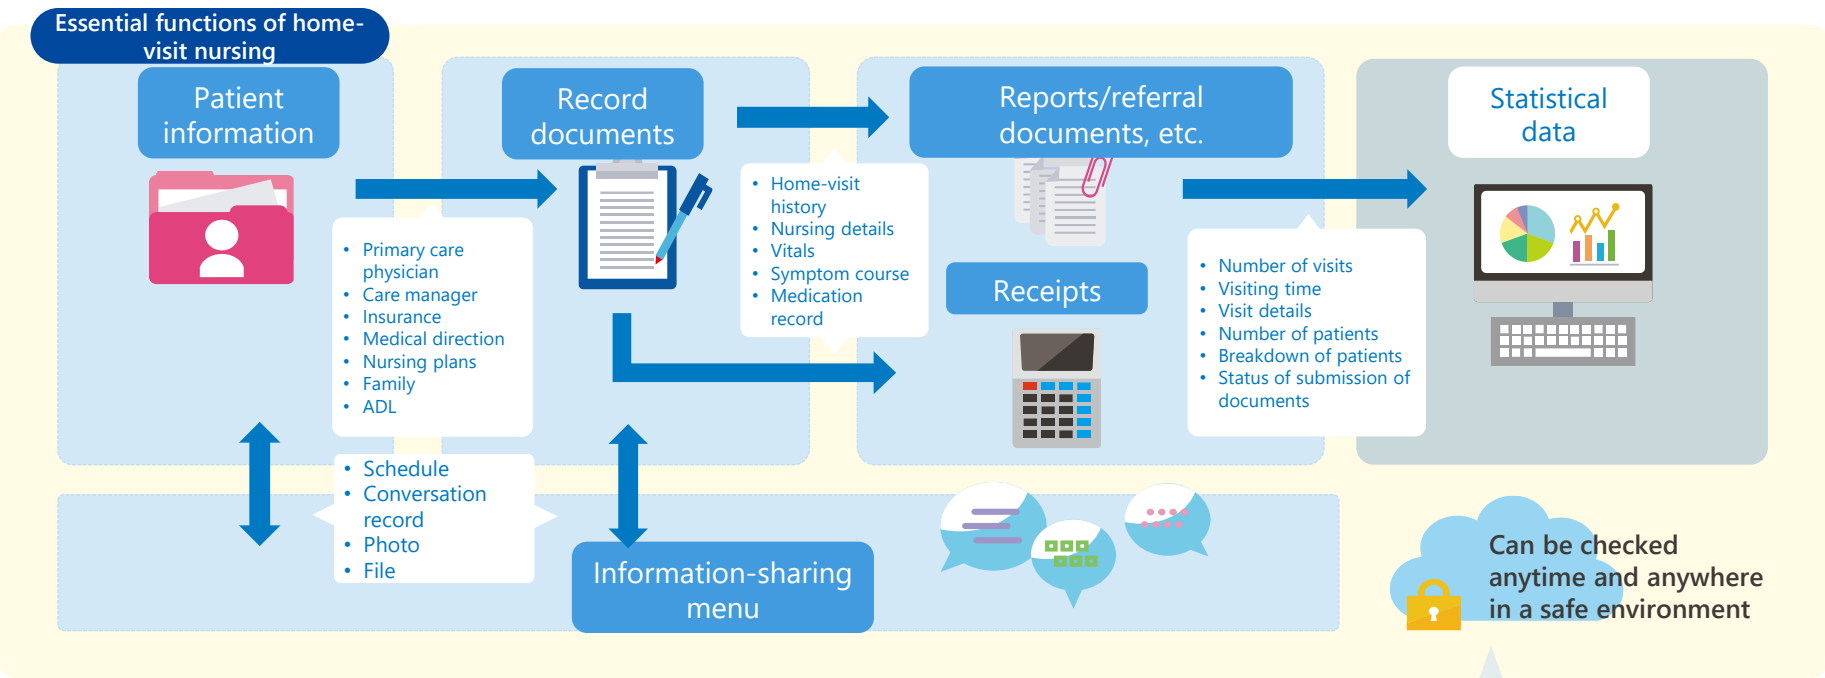 Essential functions of home-
visit nursing
Patient
information
Record
documents
Reports/referral
documents, etc.
Statistical
data
• Primary care
physician
• Care manager
• Insurance
• Medical direction
• Nursing plans
• Family
• ADL
• Home-visit
history
• Nursing details
• Vitals
• Symptom course
• Medication
record
Receipts
• Number of visits
• Visiting time
• Visit details
• Number of patients
• Breakdown of patients
• Status of submission of
documents
• Schedule
• Conversation
record
• Photo
• File
Information-sharing
menu
Can be checked
anytime and anywhere
in a safe environment